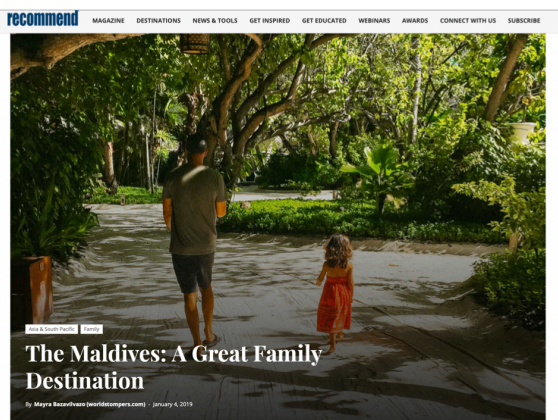 recommend MAGAZINE DESTINATIONS NEWS & TOOLS GET INSPIRED GET EDUCATED WEBINARS AWARDS CONNECT WITH US SUBSCRIBE
Asia & South Pacific Family
The Maldives: A Great Family
Destination
By Mayra Bazavilvazo (worldstompers.com) - January 4, 2019